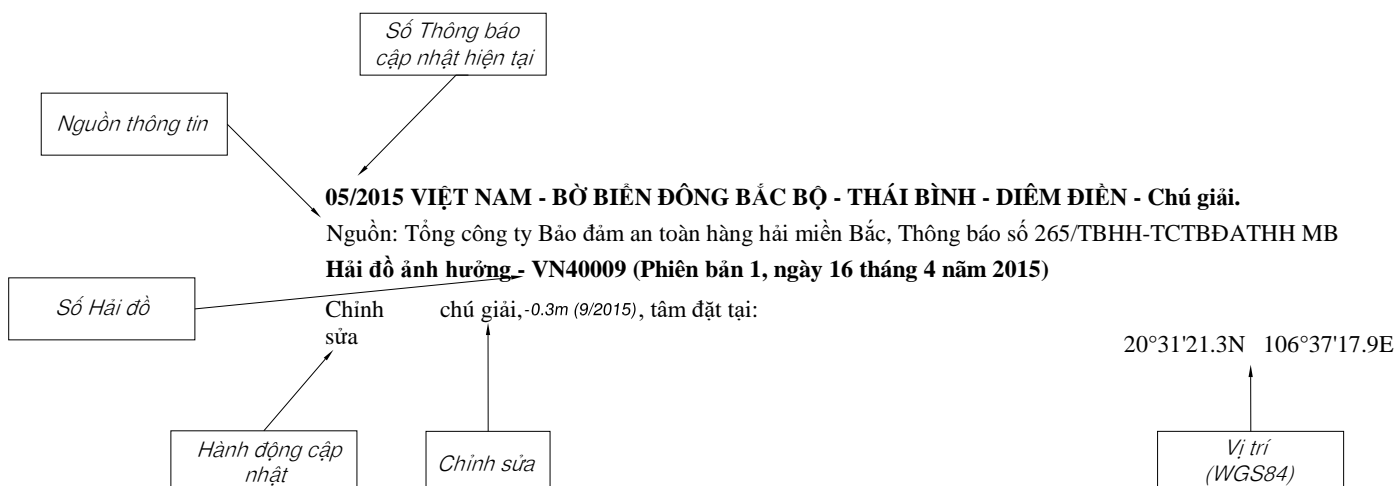 Số Thông báo
cập nhật hiện tại
Nguồn thông tin
05/2015 VIỆT NAM - BỜ BIỂN ĐÔNG BẮC BỘ - THÁI BÌNH - DIÊM ĐIỀN - Chú giải.
Nguồn: Tổng công ty Bảo đảm an toàn hàng hải miền Bắc, Thông báo số 265/TBHH-TCTBĐATHH MB
Hải đồ ảnh hưởng - VN40009 (Phiên bản 1, ngày 16 tháng 4 năm 2015)
Số Hải đồ
Chỉnh sửa chú giải, -0.3m (9/2015), tâm đặt tại:
20°31'21.3N 106°37'17.9E
Hành động cập
nhật
Chỉnh sửa
Vị trí
(WGS84)